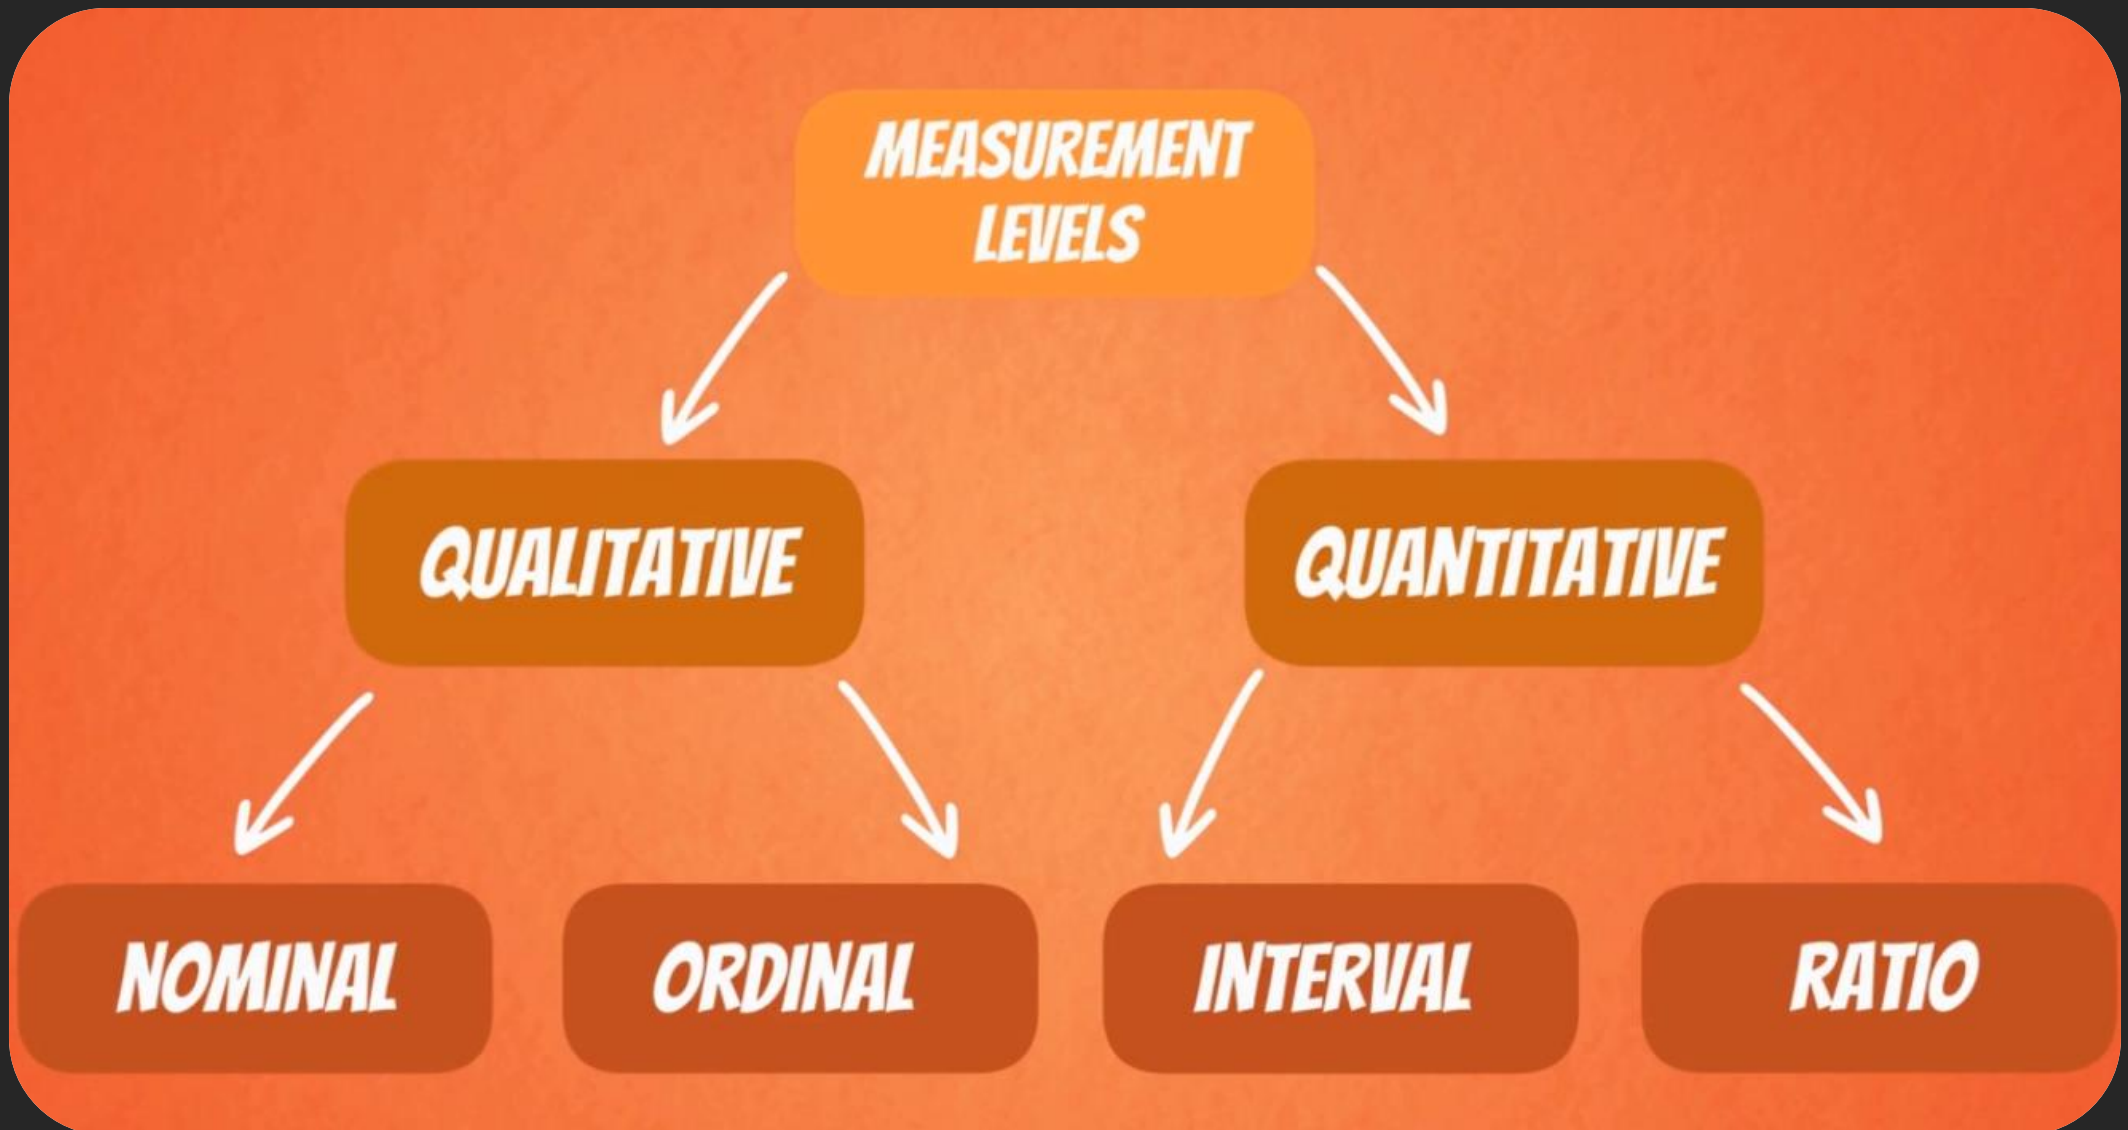 MEASUREMENT
LEVELS
QUALITATIVE
QUANTITATIVE
NOMINAL
ORDINAL
INTERVAL
RATIO